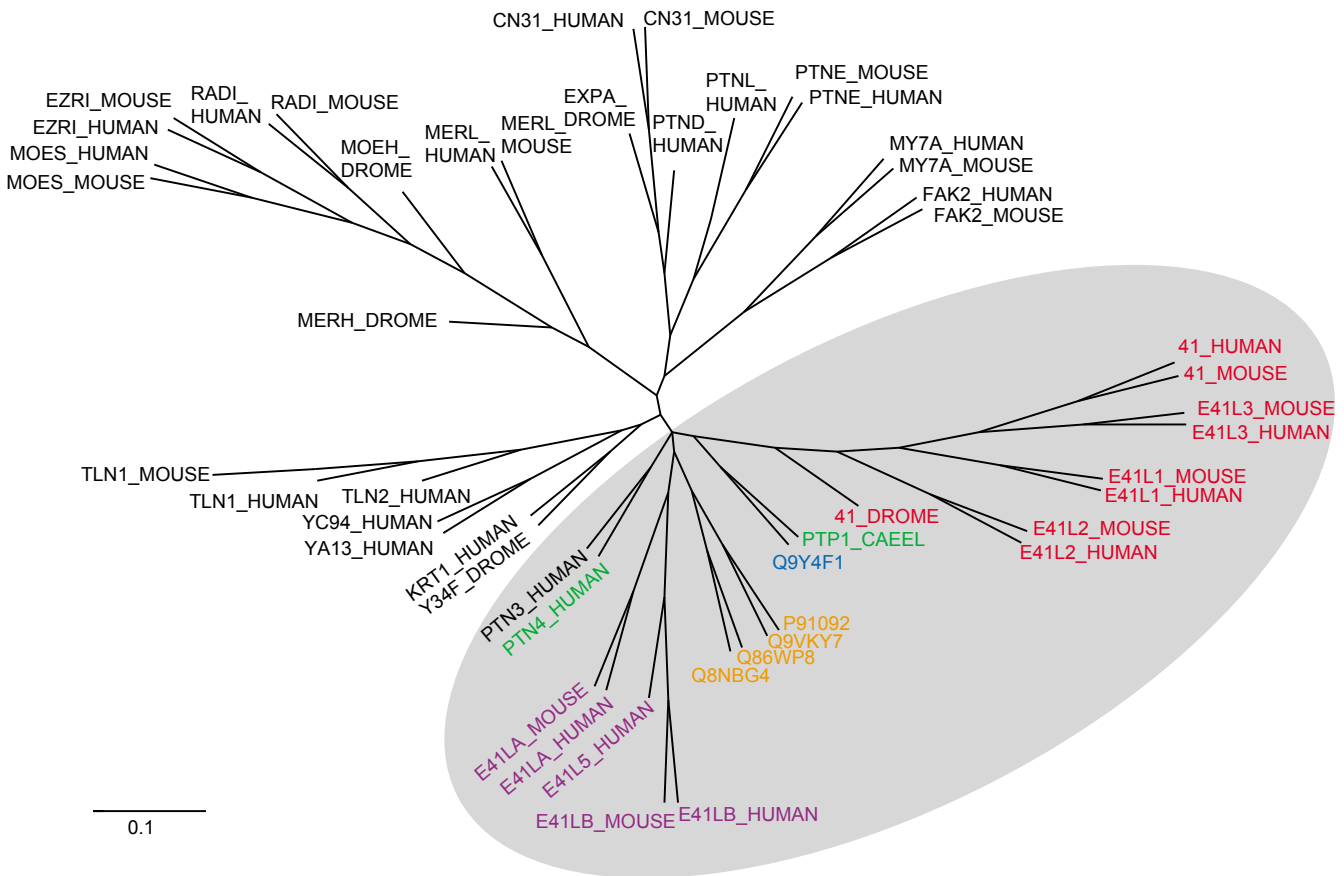 CN31_HUMAN
CN31_MOUSE
EZRI_MOUSE
EZRI_HUMAN
MOES_HUMAN
MOES_MOUSE
RADI_
HUMAN
RADI_MOUSE
MOEH_
DROME
MERL_
HUMAN
MERL_
MOUSE
EXPA_
DROME
PTND_
HUMAN
PTNL_
HUMAN
PTNE_MOUSE
PTNE_HUMAN
MY7A_HUMAN
MY7A_MOUSE
FAK2_HUMAN
FAK2_MOUSE
MERH_DROME
41_HUMAN
41_MOUSE
E41L3_MOUSE
E41L3_HUMAN
E41L1_MOUSE
E41L1_HUMAN
E41L2_MOUSE
E41L2_HUMAN
41_DROME
PTP1_CAEEL
Q9Y4F1
TLN1_MOUSE
TLN1_HUMAN
TLN2_HUMAN
YC94_HUMAN
YA13_HUMAN
KRT1_HUMAN
Y34F_DROME
PTN3_HUMAN
PTN4_HUMAN
P91092
Q9VKY7
Q86WP8
Q8NBG4
E41LA_MOUSE
E41LA_HUMAN
E41L5_HUMAN
E41LB_MOUSE
E41LB_HUMAN
0.1